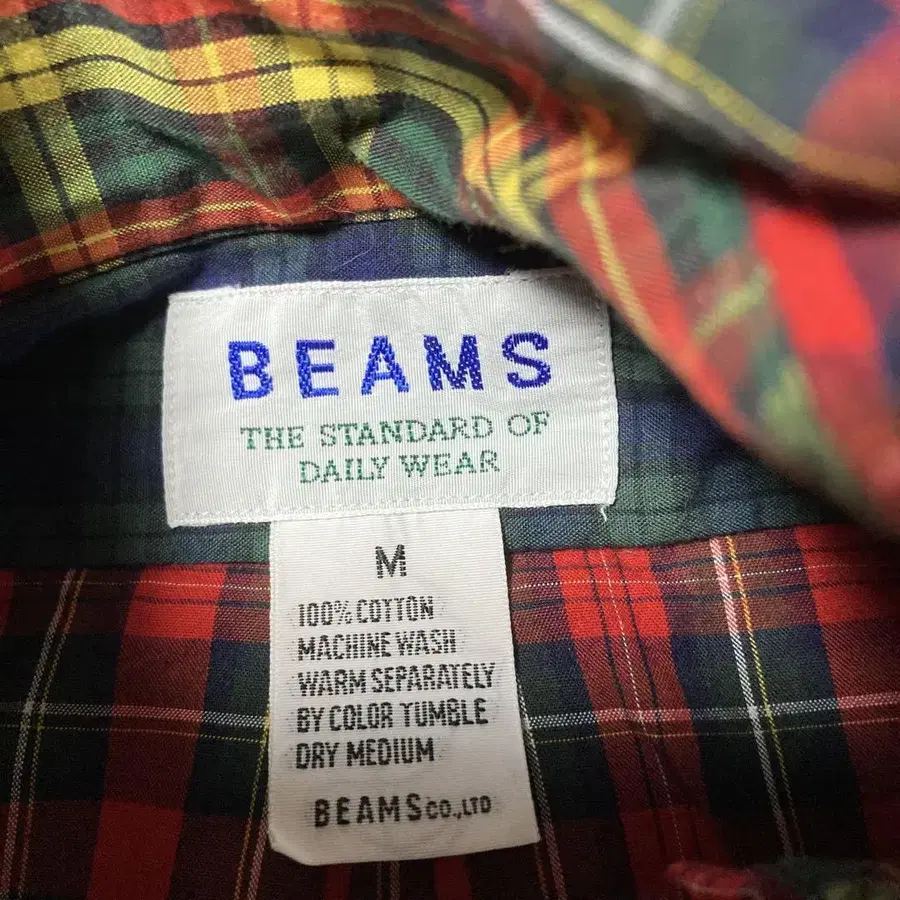 BEAMS
THE STANDARD OF
DAILY WEAR
M
100% COTTON
MACHINE WASH
WARM SEPARATELY
BY COLOR TUMBLE
DRY MEDIUM
BEAMS CO.,LTD